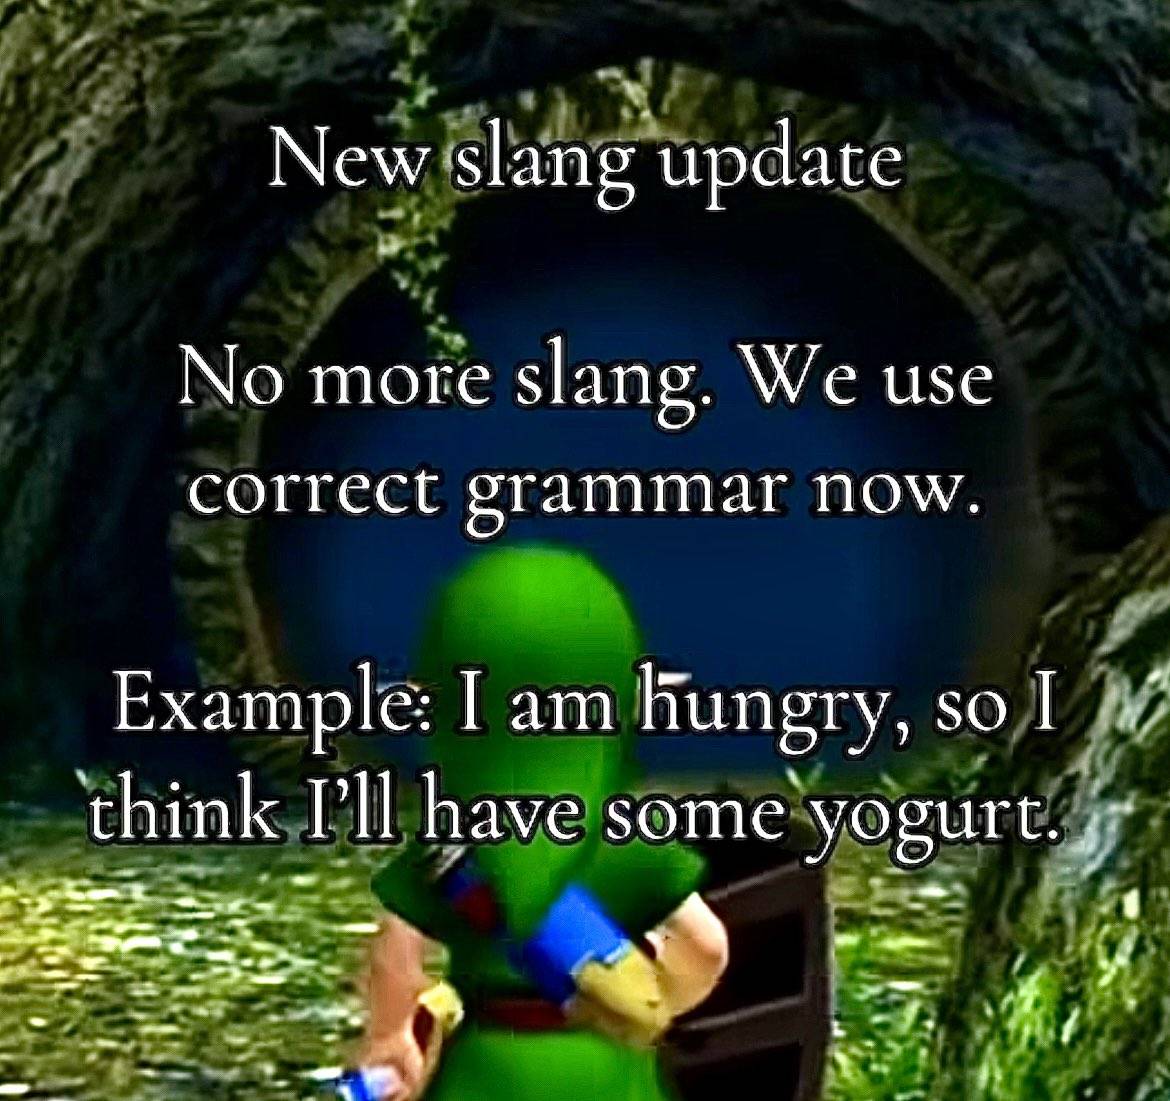 New slang update
No more slang. We use
correct grammar now.
Example: I am hungry, so I
think I'll have some yogurt.